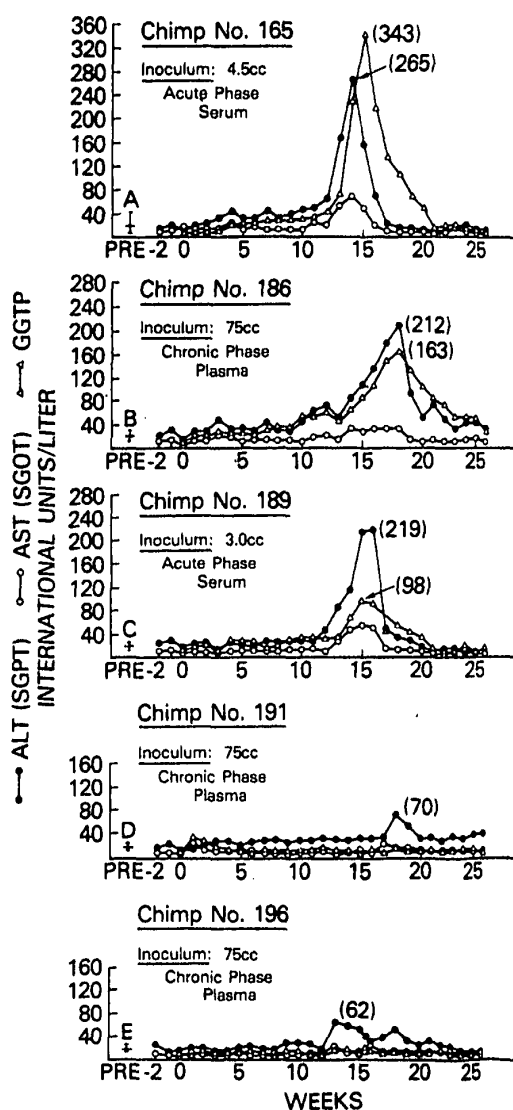 ALT (SGPT) AST (SGOT) GGTP
INTERNATIONAL UNITS/LITER
Chimp No. 165
Inoculum: 4.5cc
Acute Phase
Serum
360
320
280
240
200
160
120
80
40
(343)
(265)
A
PRE-2 0 5 10 15 20 25
Chimp No. 186
Inoculum: 75cc
Chronic Phase
Plasma
280
240
200
160
120
80
40
(212)
(163)
B
PRE-2 0 5 10 15 20 25
Chimp No. 189
Inoculum: 3.0cc
Acute Phase
Serum
280
240
200
160
120
80
40
(219)
(98)
C
PRE-2 0 5 10 15 20 25
Chimp No. 191
Inoculum: 75cc
Chronic Phase
Plasma
160
120
80
40
(70)
D
PRE-2 0 5 10 15 20 25
Chimp No. 196
Inoculum: 75cc
Chronic Phase
Plasma
160
120
80
40
(62)
E
PRE-2 0 5 10 15 20 25
WEEKS